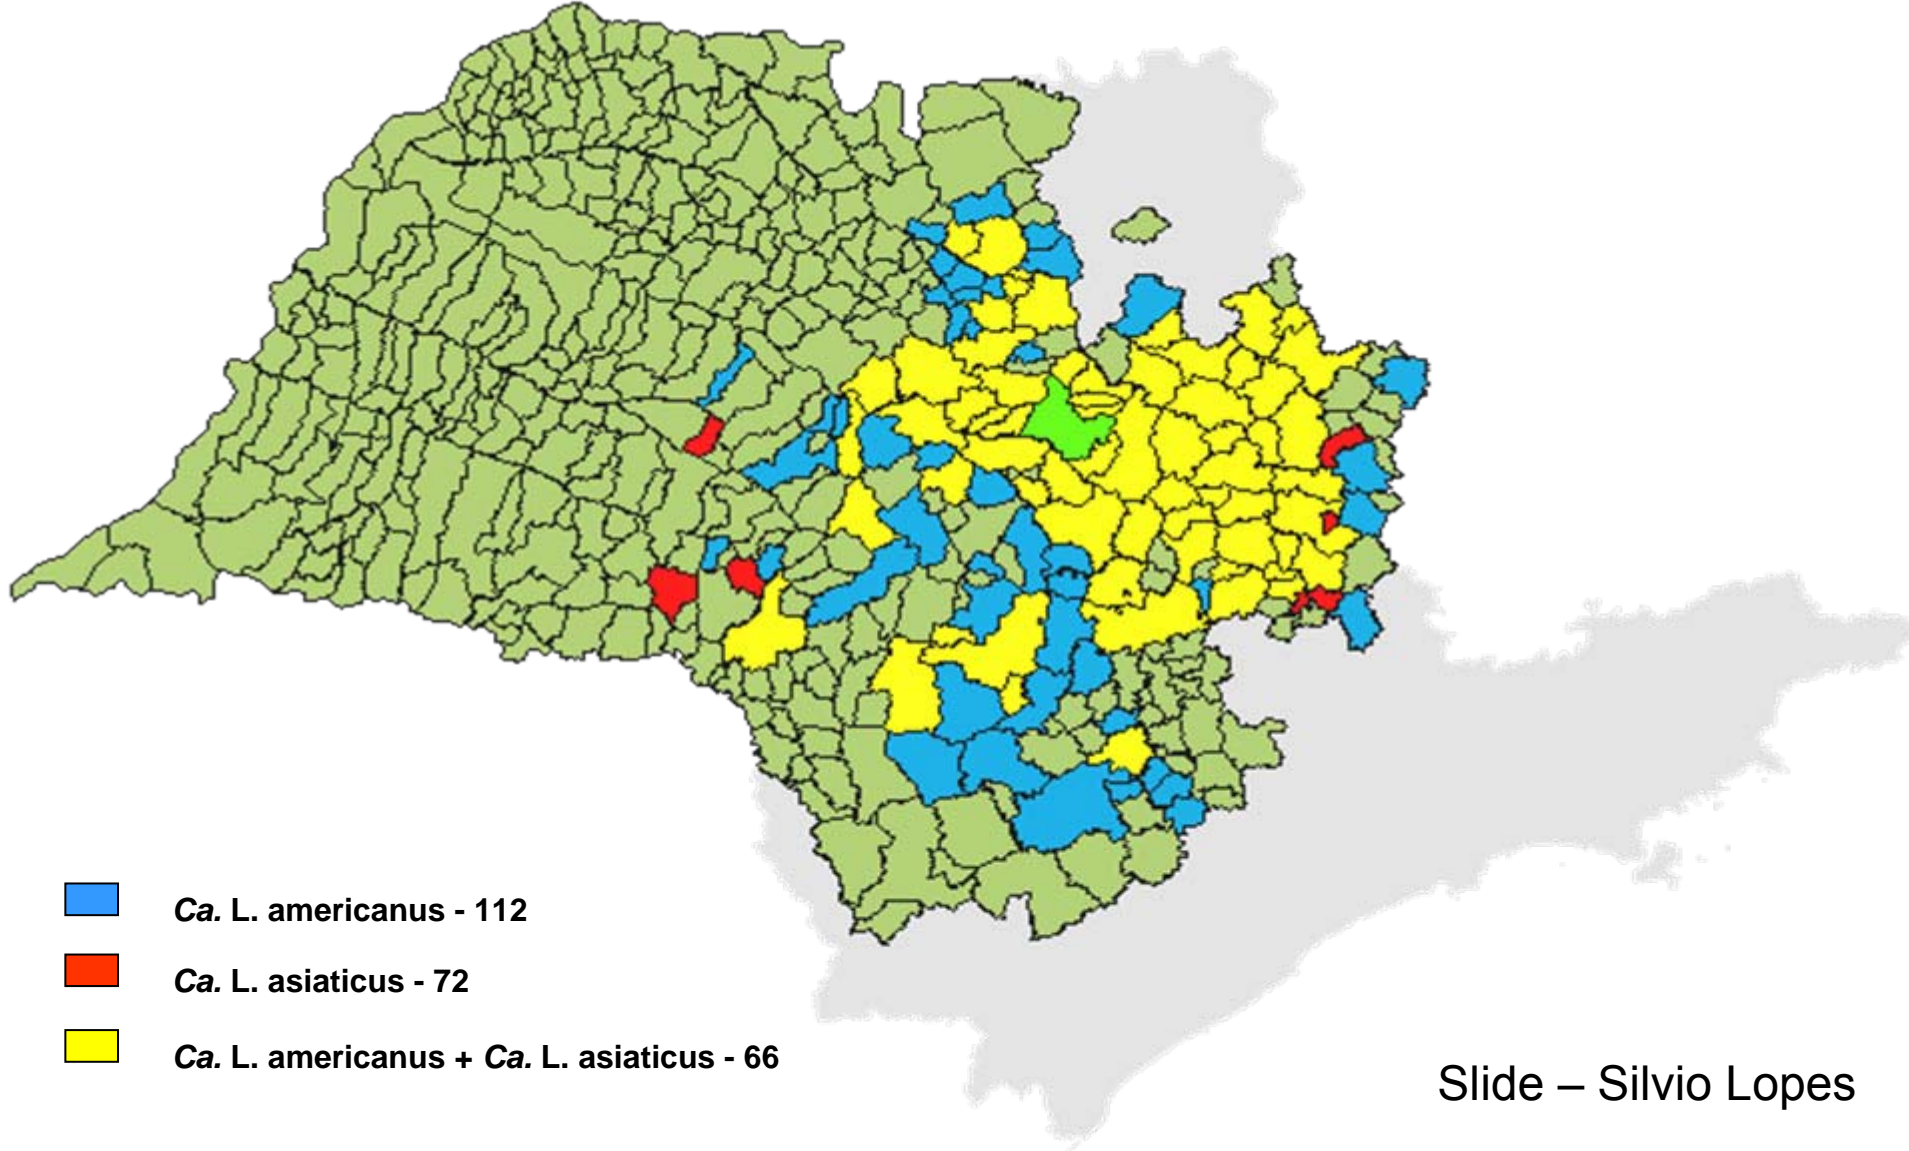 Ca. L. americanus - 112
Ca. L. asiaticus - 72
Ca. L. americanus + Ca. L. asiaticus - 66
Slide – Silvio Lopes